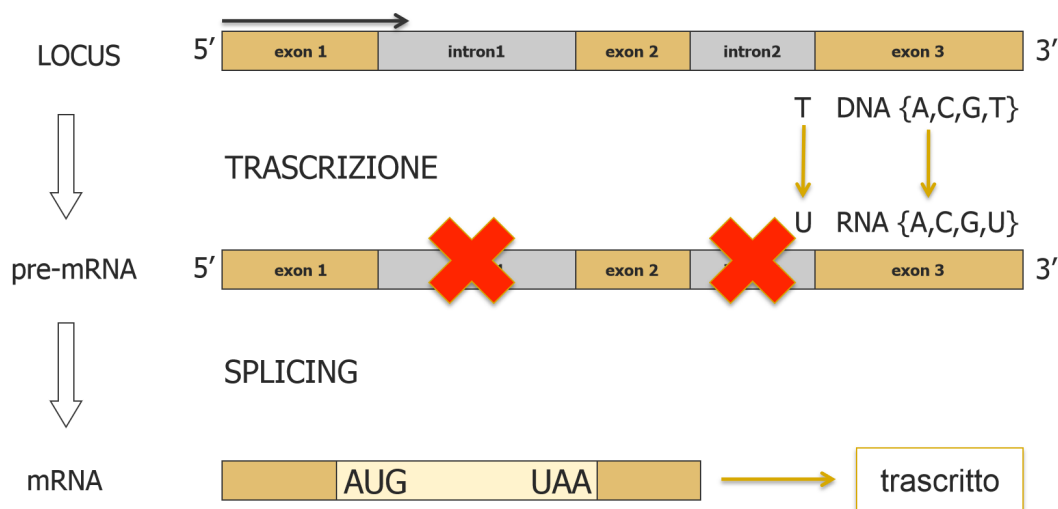 LOCUS 5’ exon 1 intron1 exon 2 intron2 exon 3 3’
T DNA {A,C,G,T}
TRASCRIZIONE
U RNA {A,C,G,U}
pre-mRNA 5’ exon 1 exon 2 exon 3 3’
SPLICING
mRNA AUG UAA trascritto